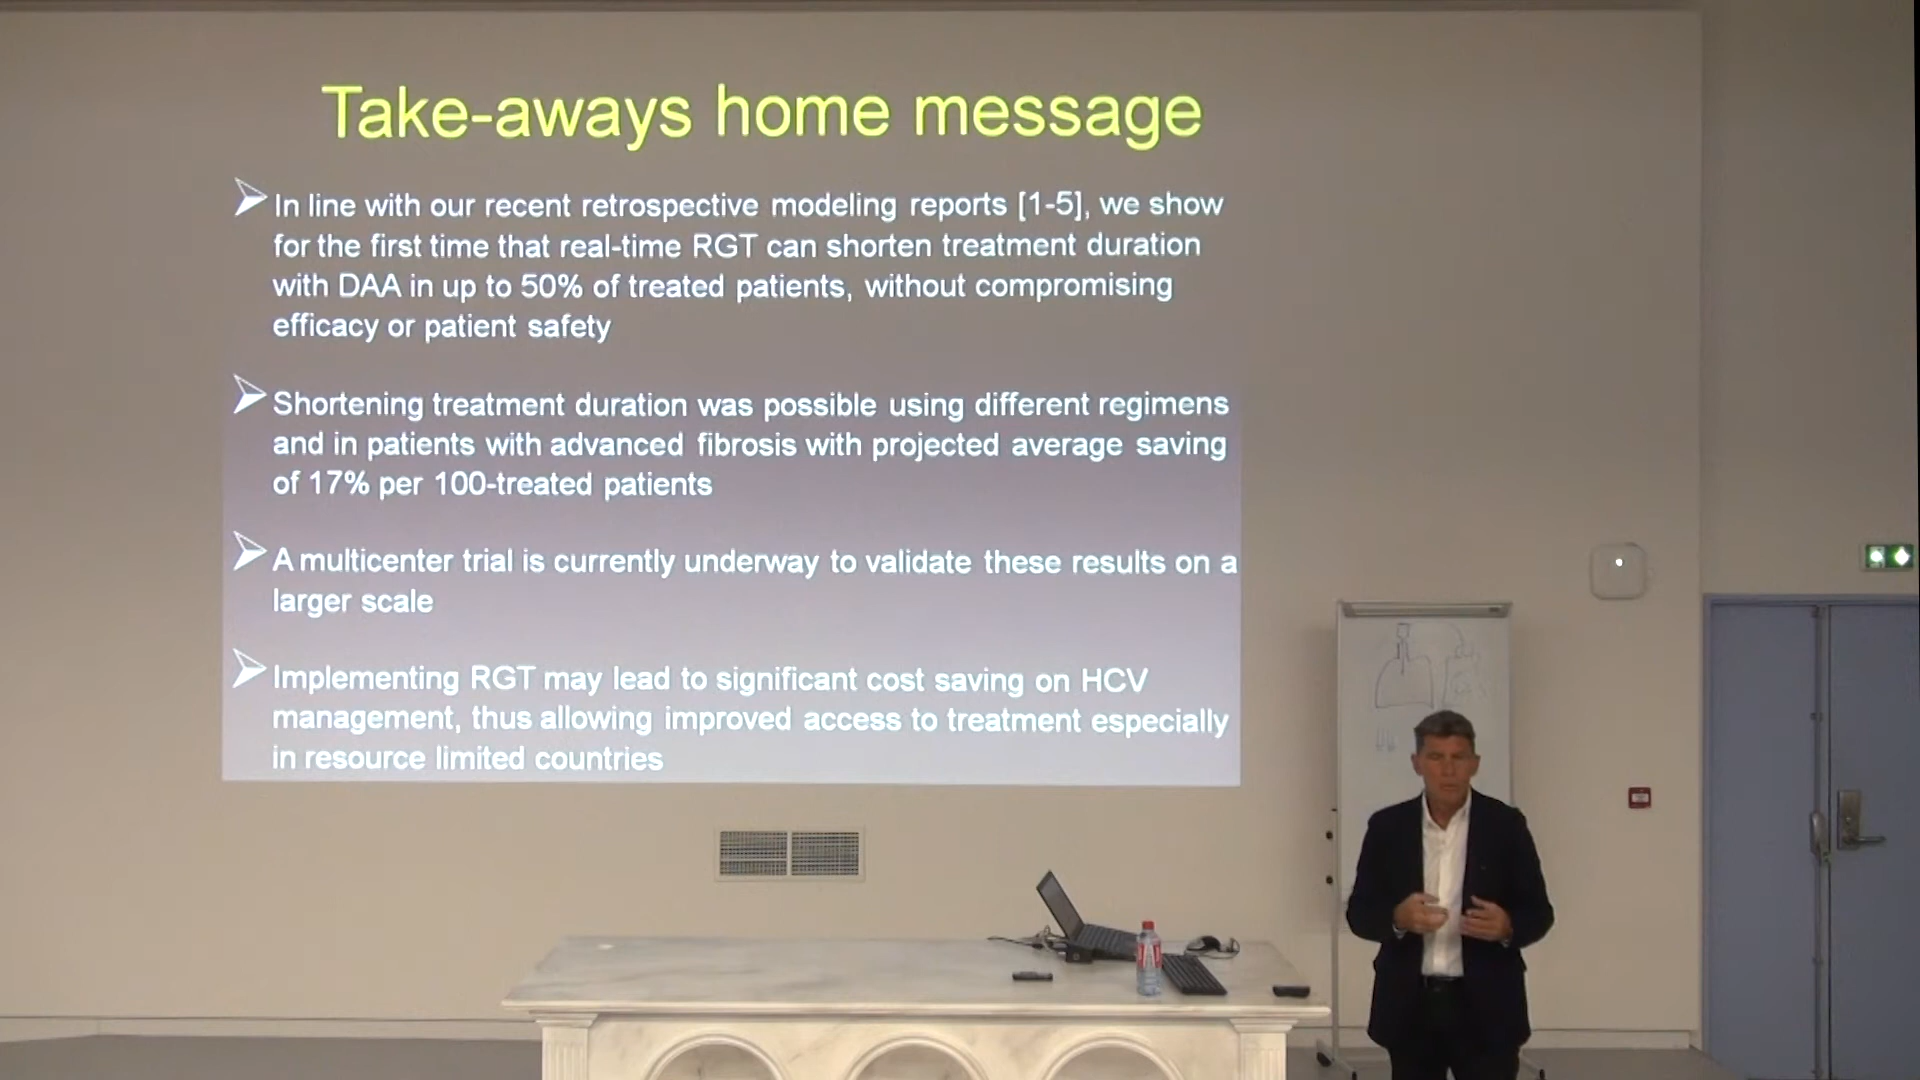 Take-aways home message
In line with our recent retrospective modeling reports [1-5], we show
for the first time that real-time RGT can shorten treatment duration
with DAA in up to 50% of treated patients, without compromising
efficacy or patient safety
Shortening treatment duration was possible using different regimens
and in patients with advanced fibrosis with projected average saving
of 17% per 100-treated patients
A multicenter trial is currently underway to validate these results on a
larger scale
Implementing RGT may lead to significant cost saving on HCV
management, thus allowing improved access to treatment especially
in resource limited countries